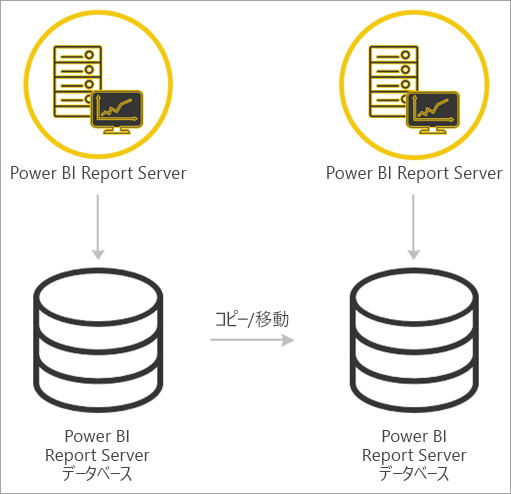 Power BI Report Server
Power BI Report Server
コピー/移動
Power BI
Report Server
データベース
Power BI
Report Server
データベース